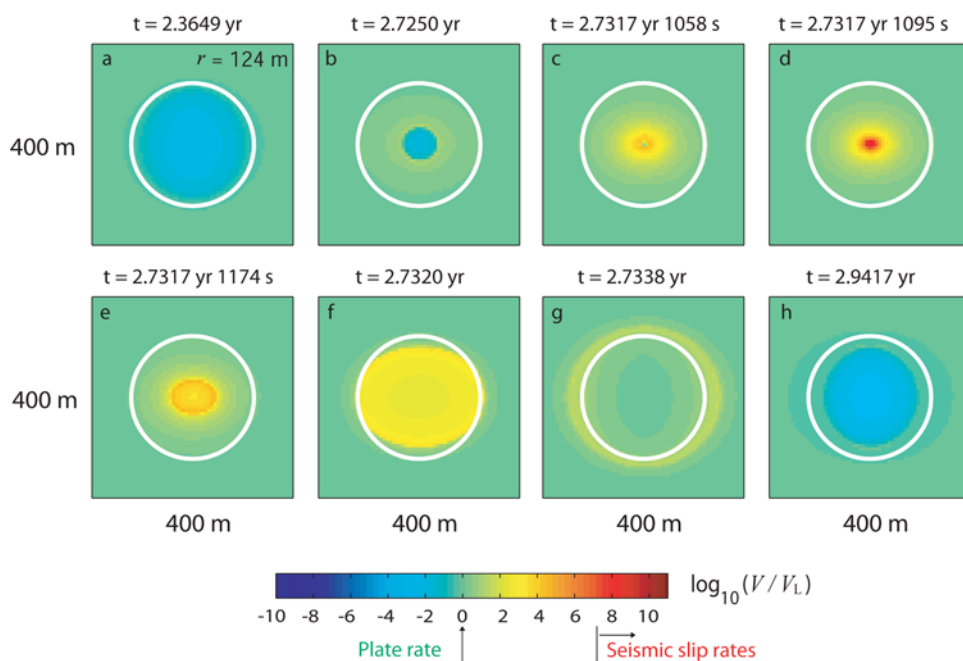 t = 2.3649 yr
t = 2.7250 yr
t = 2.7317 yr 1058 s
t = 2.7317 yr 1095 s
a
r = 124 m
b
c
d
400 m
t = 2.7317 yr 1174 s
t = 2.7320 yr
t = 2.7338 yr
t = 2.9417 yr
e
f
g
h
400 m
400 m
400 m
400 m
400 m
-10 -8 -6 -4 -2 0 2 4 6 8 10
log10(V/VL)
Plate rate
Seismic slip rates